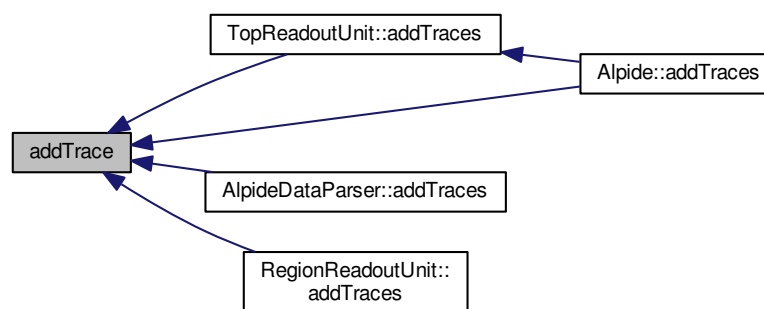 TopReadoutUnit::addTraces
Alpide::addTraces
addTrace
AlpideDataParser::addTraces
RegionReadoutUnit::
addTraces